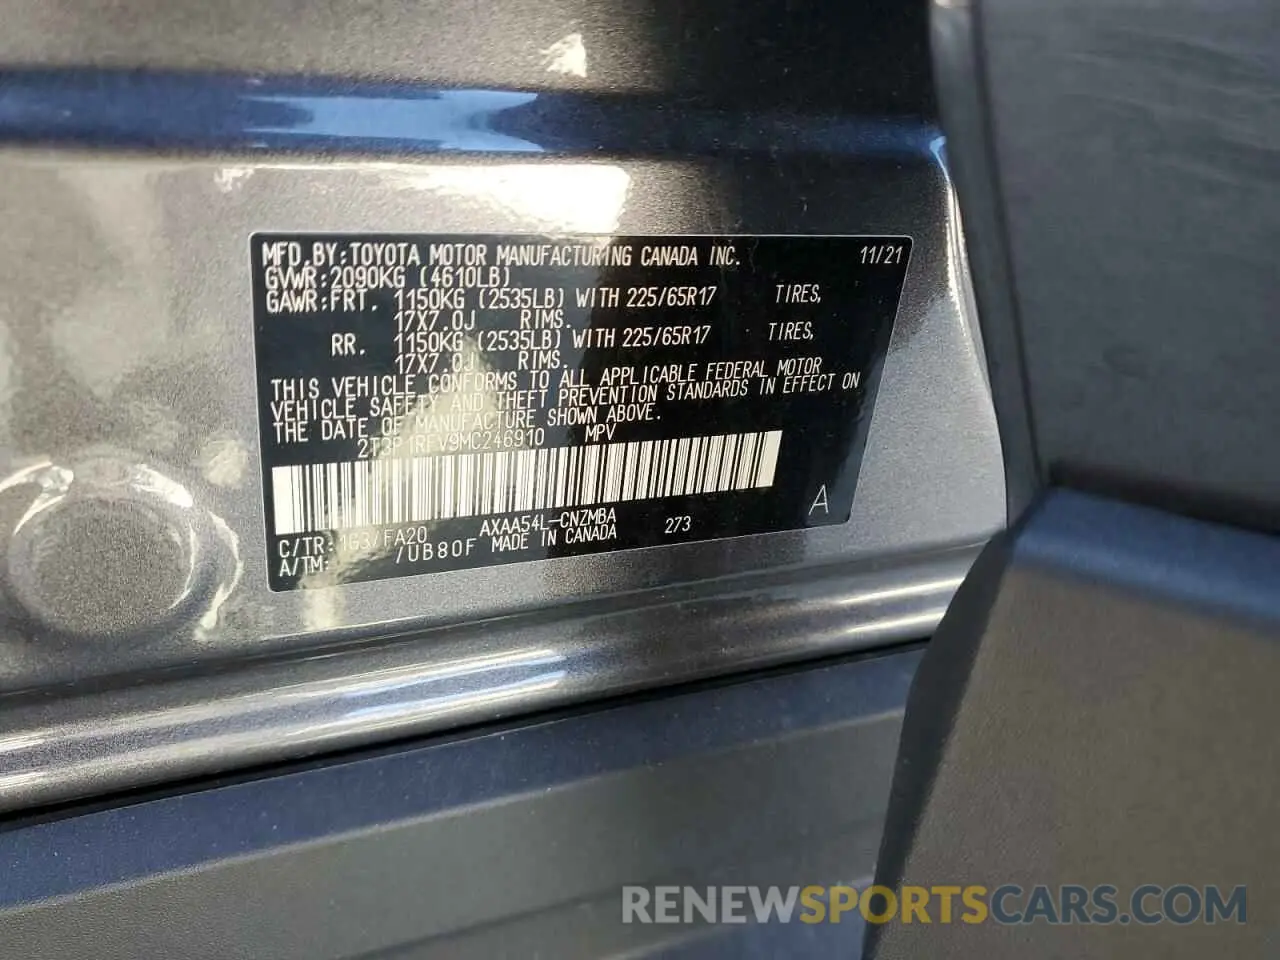 MFD.BY:TOYOTA MOTOR MANUFACTURING CANADA INC. 11/21
GVWR:2090KG (4610LB)
GAWR:FRT. 1150KG (2535LB) WITH 225/65R17 TIRES,
17X7.0J RIMS.
RR. 1150KG (2535LB) WITH 225/65R17 TIRES,
17X7.0J RIMS.
THIS VEHICLE CONFORMS TO ALL APPLICABLE FEDERAL MOTOR
VEHICLE SAFETY AND THEFT PREVENTION STANDARDS IN EFFECT ON
THE DATE OF MANUFACTURE SHOWN ABOVE.
2T3P1RFV9MC246910 MPV
C/TR:1G3/FA20 AXAA54L-CNZMBA 273 A
A/TM: /UB80F MADE IN CANADA
RENEWSPORTSCARS.COM